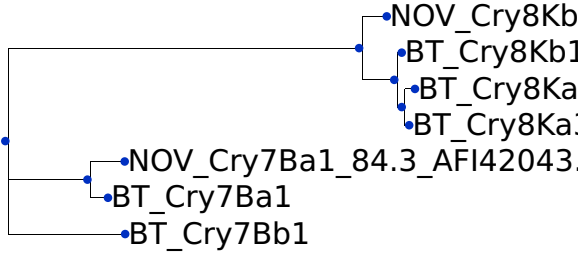 NOV_Cry8Kb
BT_Cry8Kb1
BT_Cry8Ka
BT_Cry8Ka3
NOV_Cry7Ba1_84.3_AFI42043.
BT_Cry7Ba1
BT_Cry7Bb1